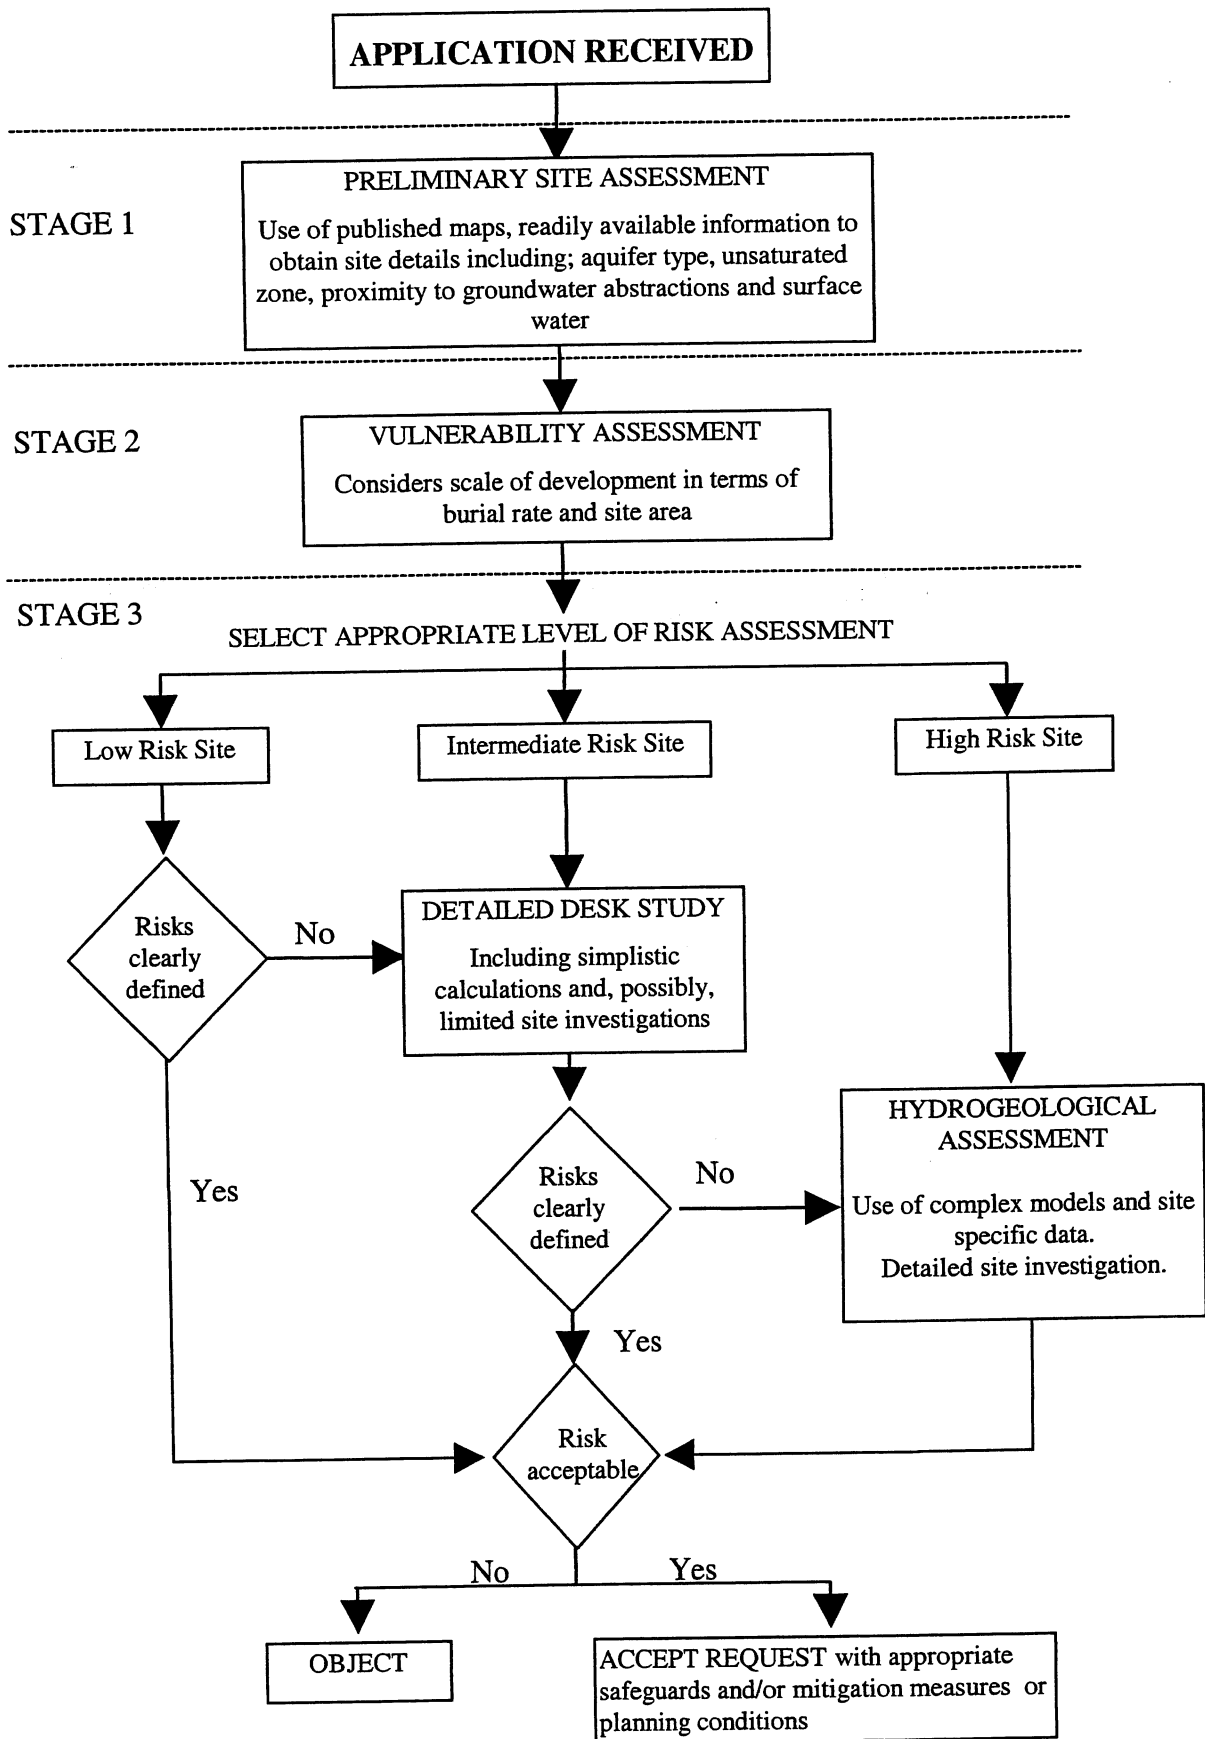 APPLICATION RECEIVED
STAGE 1
PRELIMINARY SITE ASSESSMENT
Use of published maps, readily available information to
obtain site details including; aquifer type, unsaturated
zone, proximity to groundwater abstractions and surface
water
STAGE 2
VULNERABILITY ASSESSMENT
Considers scale of development in terms of
burial rate and site area
STAGE 3
SELECT APPROPRIATE LEVEL OF RISK ASSESSMENT
Low Risk Site
Intermediate Risk Site
High Risk Site
Risks
clearly
defined
No
DETAILED DESK STUDY
Including simplistic
calculations and, possibly,
limited site investigations
Yes
Risks
clearly
defined
No
HYDROGEOLOGICAL
ASSESSMENT
Use of complex models and site
specific data.
Detailed site investigation.
Yes
Risk
acceptable
No
Yes
OBJECT
ACCEPT REQUEST with appropriate
safeguards and/or mitigation measures or
planning conditions